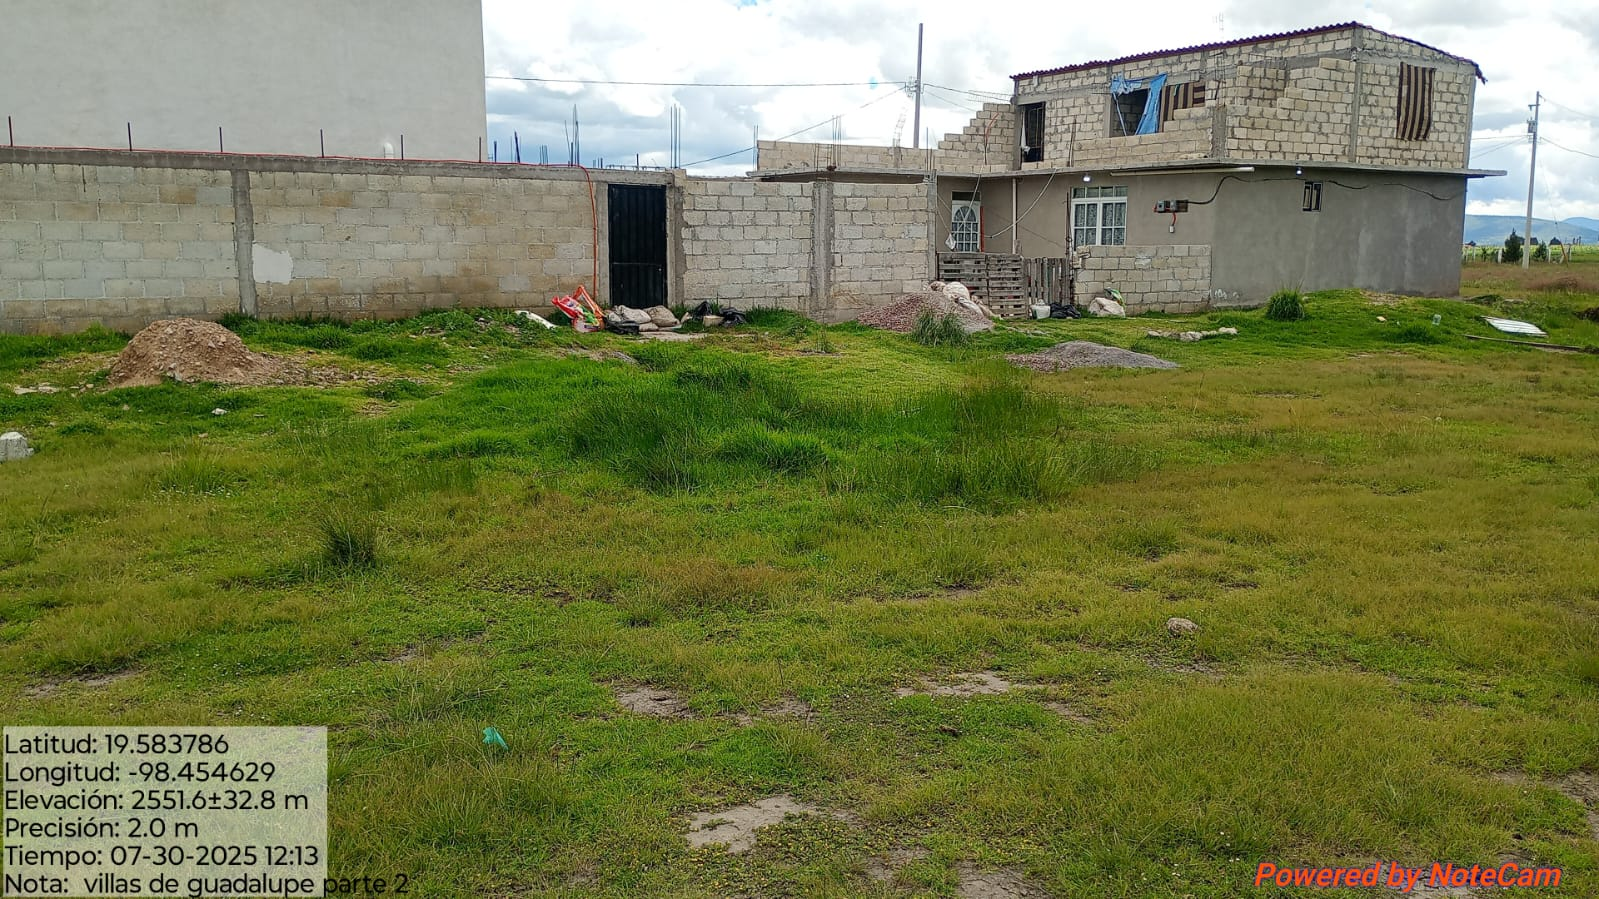 Latitud: 19.583786
Longitud: -98.454629
Elevación: 2551.6±32.8 m
Precisión: 2.0 m
Tiempo: 07-30-2025 12:13
Nota: villas de guadalupe parte 2
Powered by NoteCam